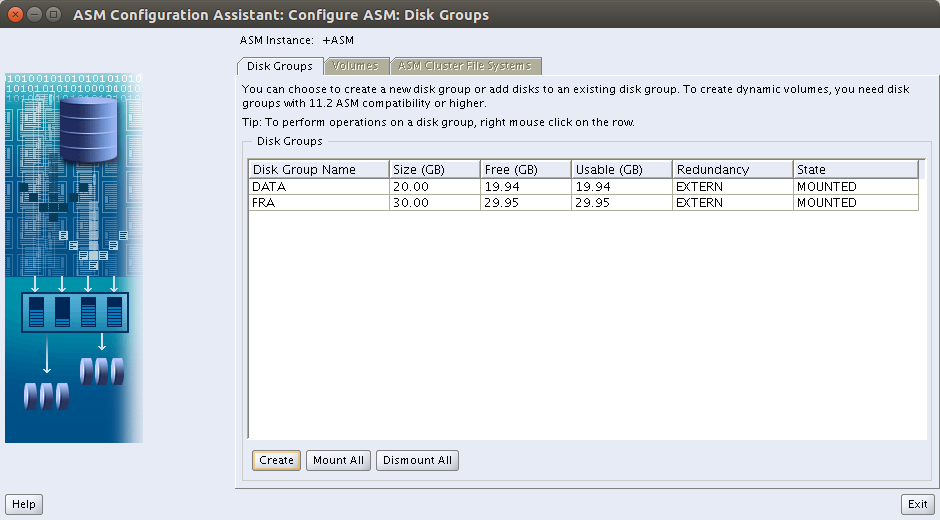 ASM Configuration Assistant: Configure ASM: Disk Groups
ASM Instance: +ASM
Disk Groups Volumes ASM Cluster File Systems
You can choose to create a new disk group or add disks to an existing disk group. To create dynamic volumes, you need disk
groups with 11.2 ASM compatibility or higher.
Tip: To perform operations on a disk group, right mouse click on the row.
Disk Groups
Disk Group Name Size (GB) Free (GB) Usable (GB) Redundancy State
DATA 20.00 19.94 19.94 EXTERN MOUNTED
FRA 30.00 29.95 29.95 EXTERN MOUNTED
Create Mount All Dismount All
Help Exit